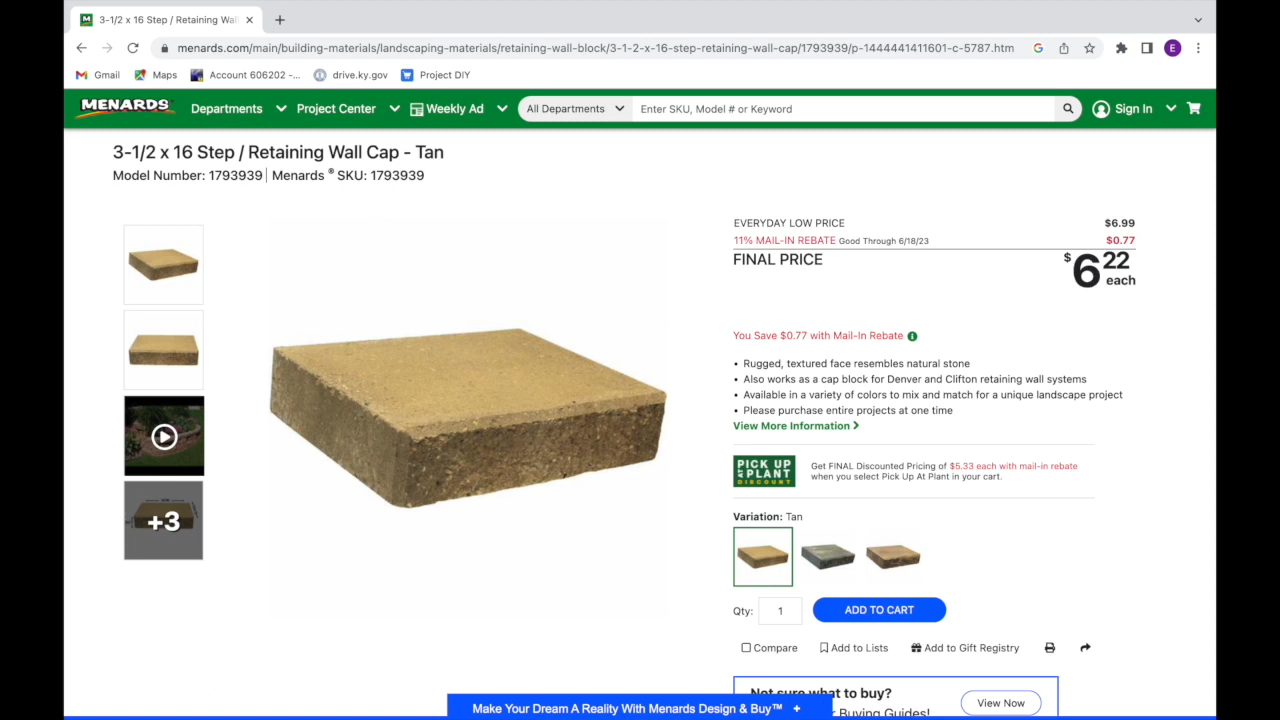 3-1/2 x 16 Step / Retaining Wal
menards.com/main/building-materials/landscaping-materials/retaining-wall-block/3-1-2-x-16-step-retaining-wall-cap/1793939/p-1444441411601-c-5787.htm
E
Gmail
Maps
Account 606202 -...
drive.ky.gov
Project DIY
MENARDS
Departments
Project Center
Weekly Ad
All Departments
Enter SKU, Model # or Keyword
Sign In
3-1/2 x 16 Step / Retaining Wall Cap - Tan
Model Number: 1793939 | Menards ® SKU: 1793939
EVERYDAY LOW PRICE $6.99
11% MAIL-IN REBATE Good Through 6/18/23 $0.77
FINAL PRICE $6 22 each
You Save $0.77 with Mail-In Rebate
• Rugged, textured face resembles natural stone
• Also works as a cap block for Denver and Clifton retaining wall systems
• Available in a variety of colors to mix and match for a unique landscape project
• Please purchase entire projects at one time
View More Information
PICK UP AT PLANT DISCOUNT
Get FINAL Discounted Pricing of $5.33 each with mail-in rebate
when you select Pick Up At Plant in your cart.
+3
Variation: Tan
Qty: 1 ADD TO CART
Compare Add to Lists Add to Gift Registry
Not sure what to buy?
View Now
Buying Guides!
Make Your Dream A Reality With Menards Design & Buy™ +